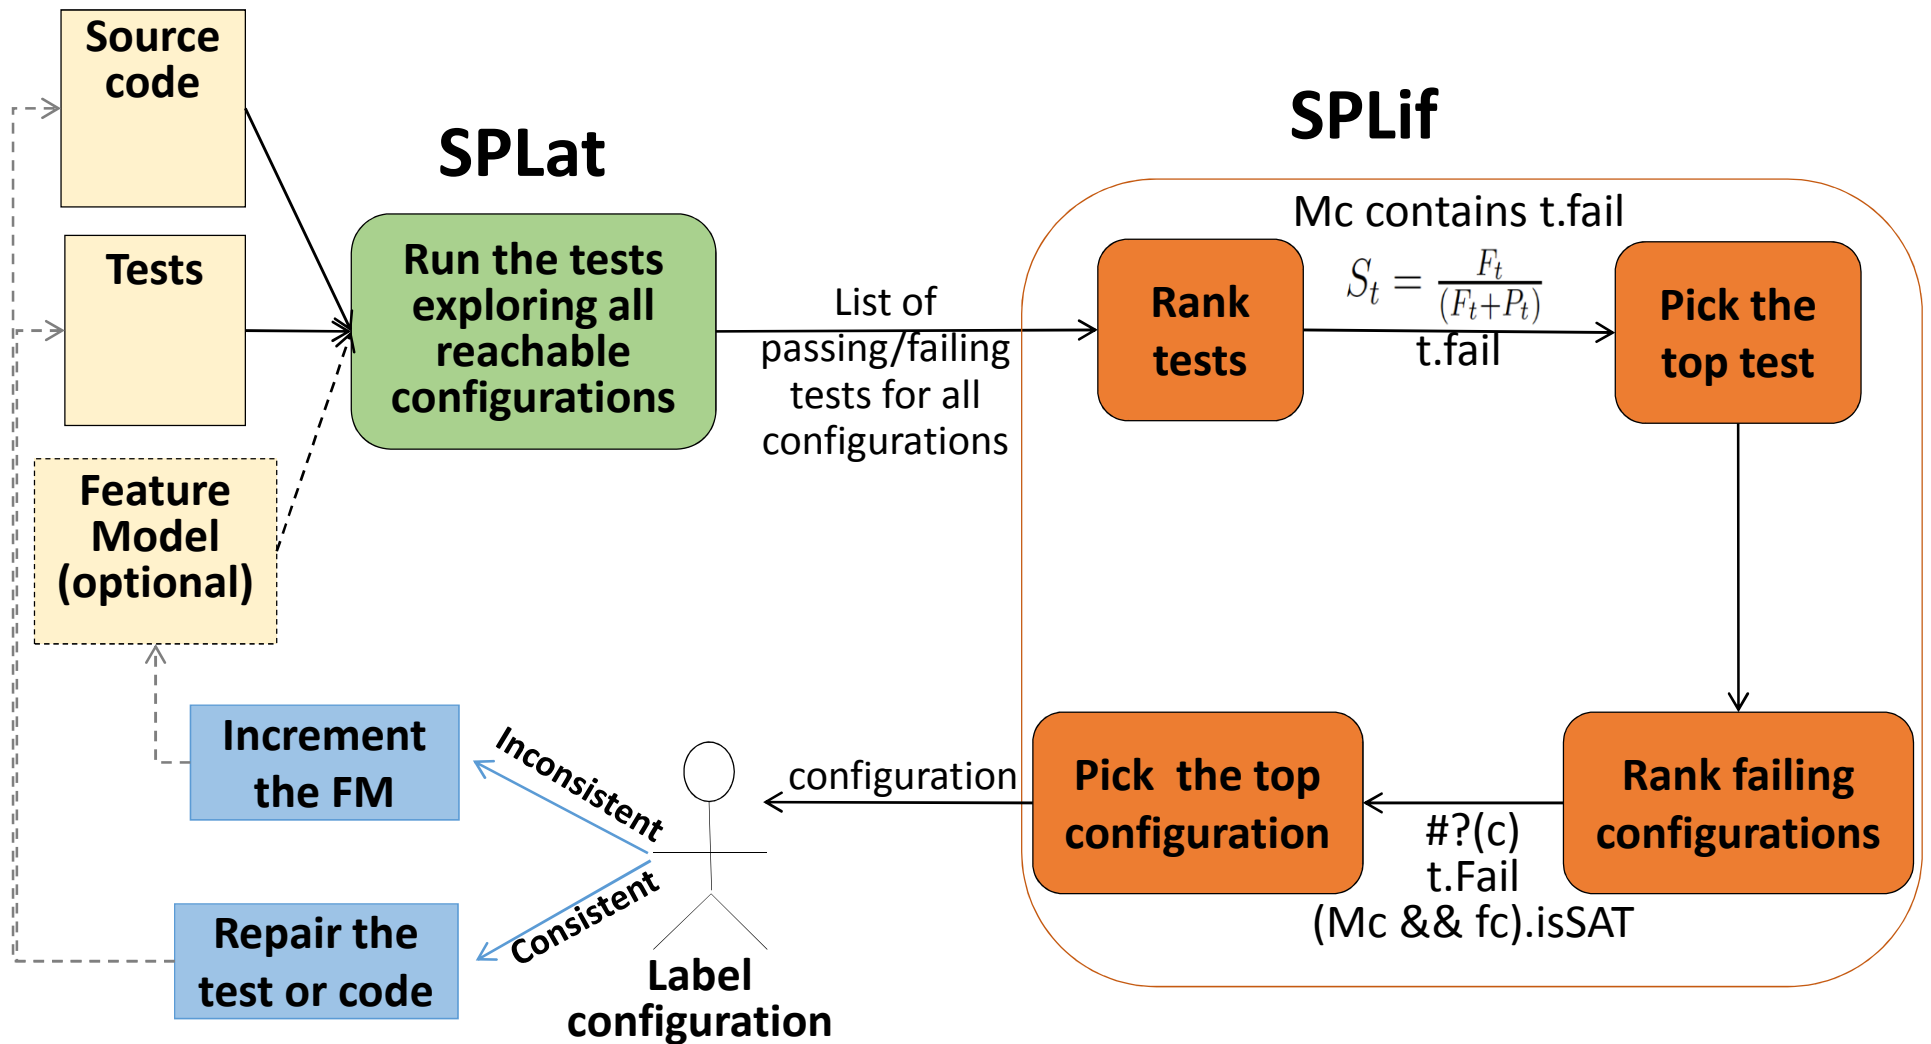 Source
code
SPLat
SPLif
Tests
Run the tests
exploring all
reachable
configurations
List of
passing/failing
tests for all
configurations
Mc contains t.fail
Rank
tests
S_t = F_t / (F_t+P_t)
t.fail
Pick the
top test
Feature
Model
(optional)
Rank failing
configurations
#?(c)
t.Fail
(Mc && fc).isSAT
Pick the top
configuration
configuration
Label
configuration
Inconsistent
Increment
the FM
Consistent
Repair the
test or code